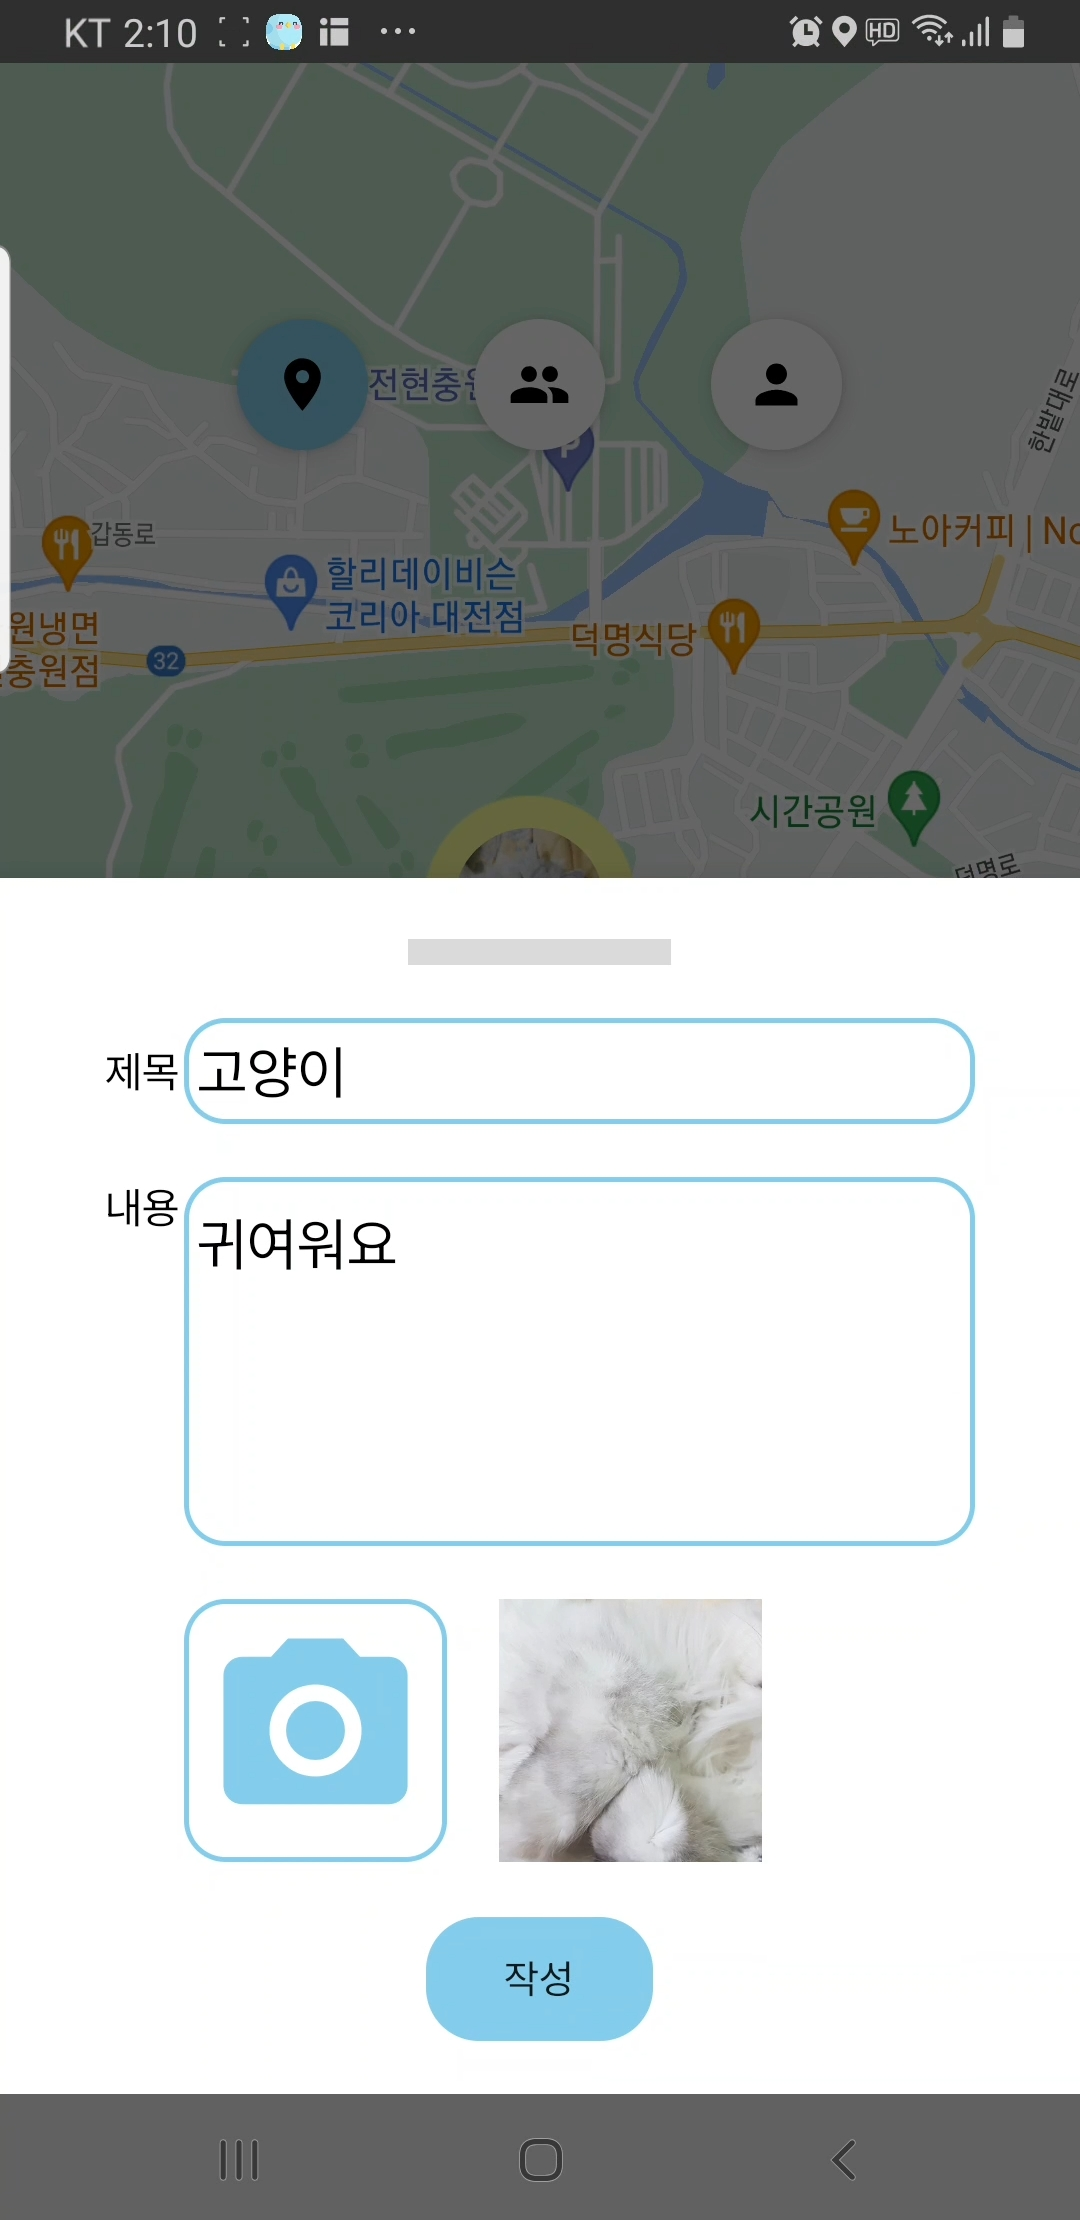 KT 2:10
HD
전현충원
P
한밭대로
갑동로
노아커피 | No
할리데이비슨
코리아 대전점
원냉면
충원점
32
덕명식당
시간공원
덕명로
제목 고양이
내용
귀여워요
작성